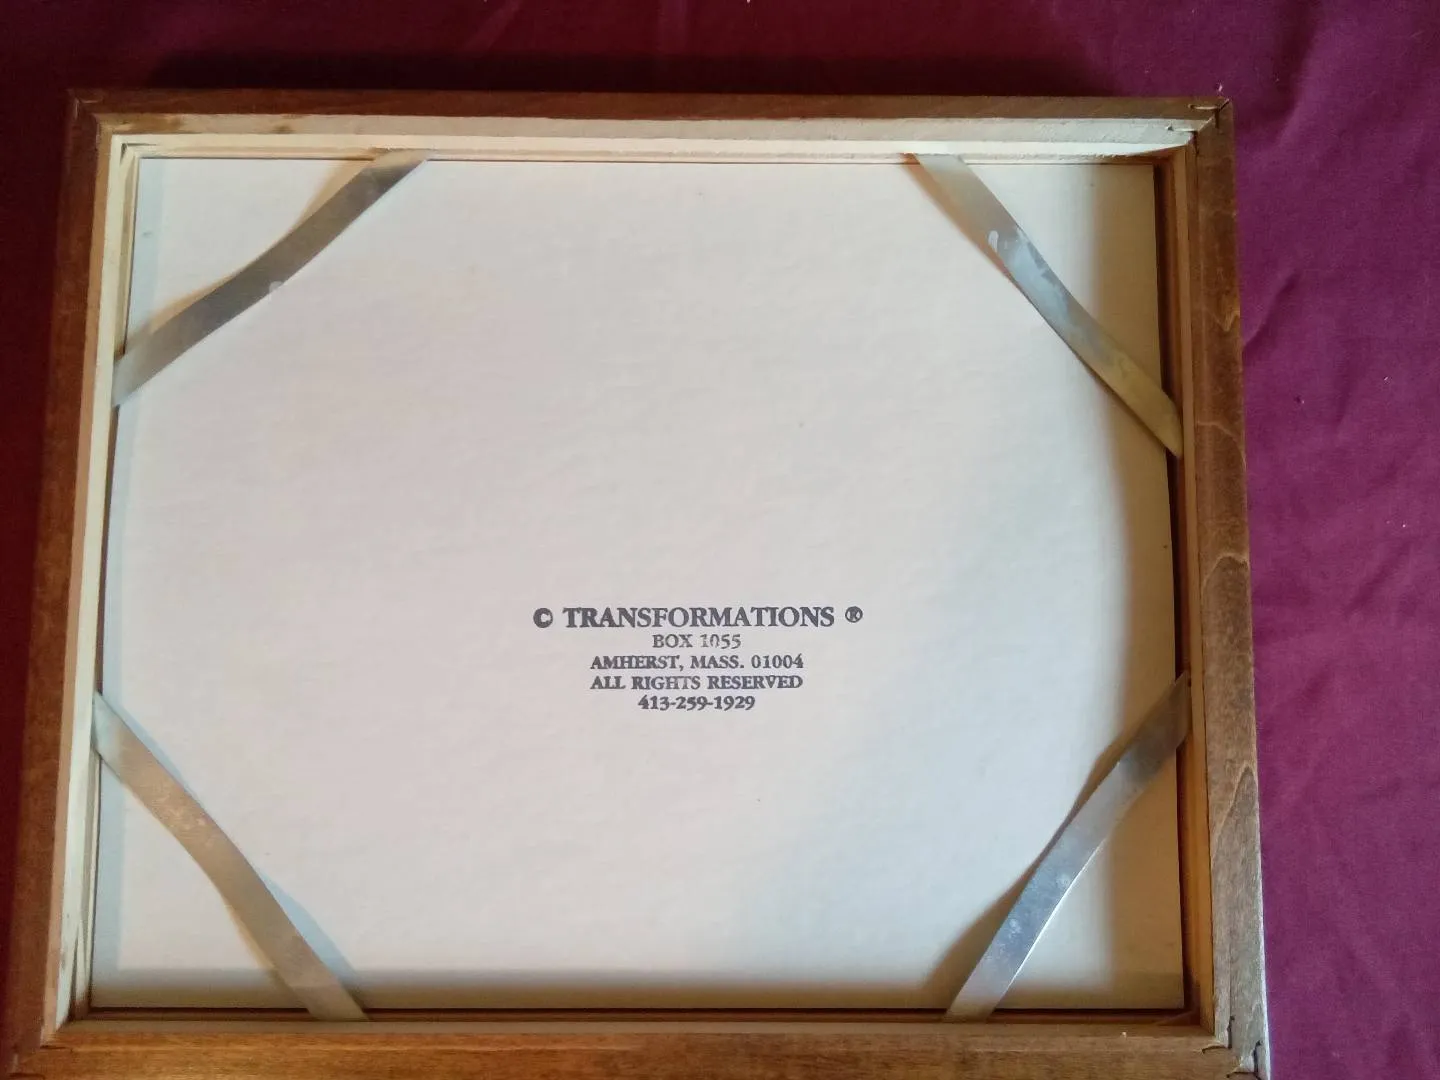 © TRANSFORMATIONS ®
BOX 1055
AMHERST, MASS. 01004
ALL RIGHTS RESERVED
413-259-1929